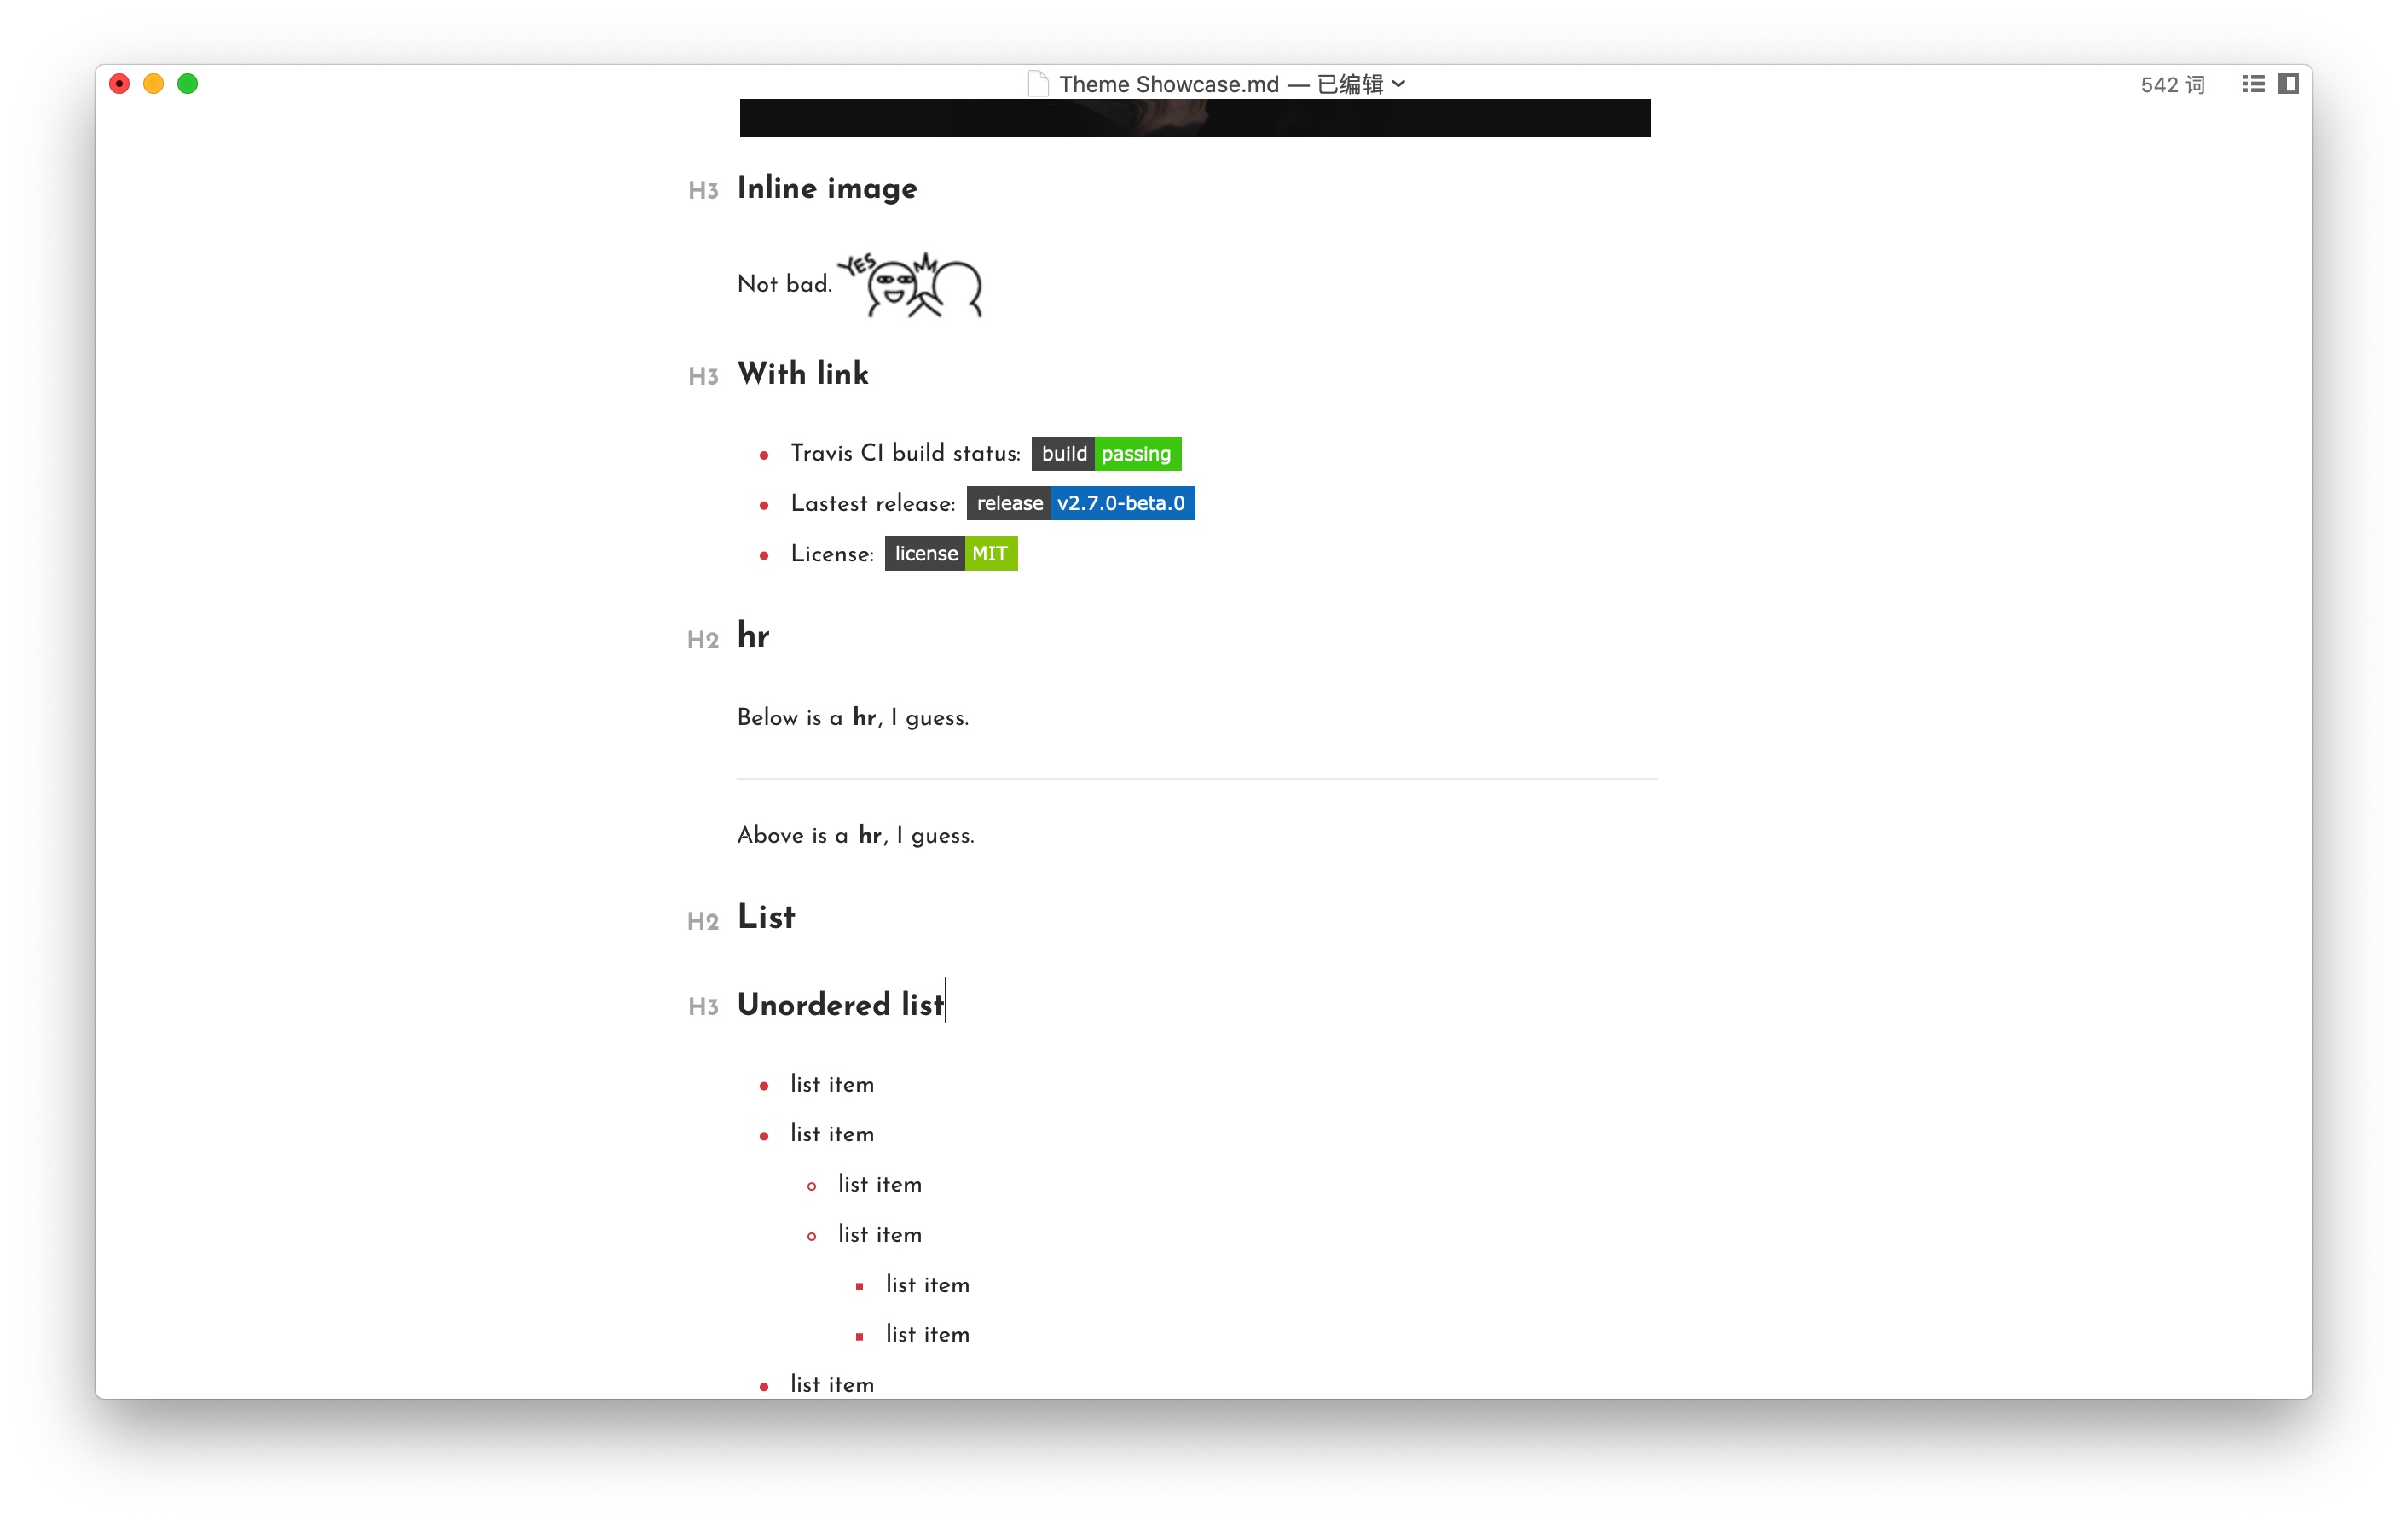 Theme Showcase.md — 已编辑
542 词
H3 Inline image
Not bad. YES
H3 With link
Travis CI build status: build passing
Lastest release: release v2.7.0-beta.0
License: license MIT
H2 hr
Below is a hr, I guess.
Above is a hr, I guess.
H2 List
H3 Unordered list
list item
list item
list item
list item
list item
list item
list item